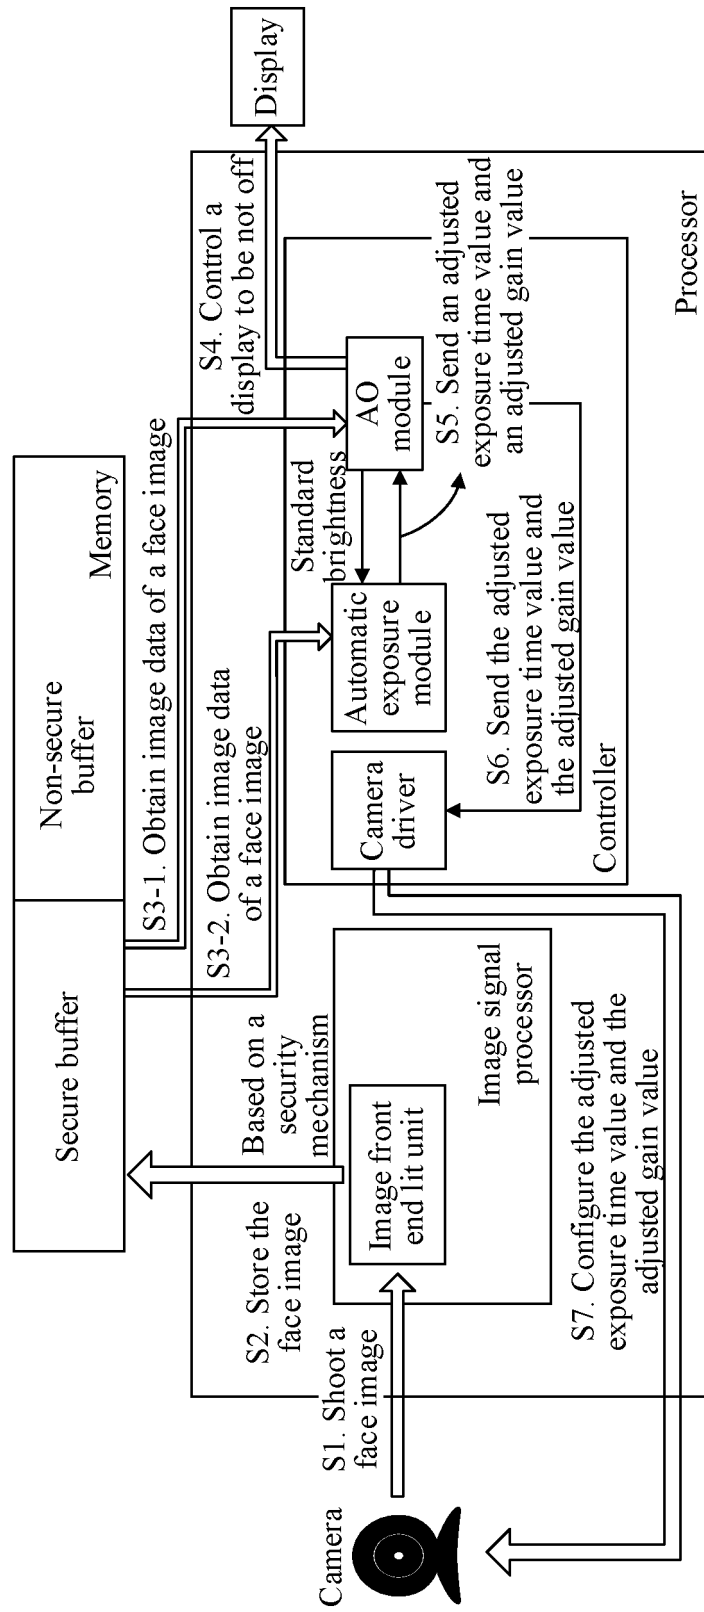 Secure buffer
Non-secure
buffer
Memory
S2. Store the
face image
Based on a
security
mechanism
S3-2. Obtain image data
of a face image
S3-1. Obtain image data of a face image
S4. Control a
display to be not off
Display
Camera
S1. Shoot a
face image
Image front
end lit unit
Image signal
processor
Camera
driver
Automatic
exposure
module
Standard
brightness
AO
module
S5. Send an adjusted
exposure time value and
an adjusted gain value
S6. Send the adjusted
exposure time value and
the adjusted gain value
Controller
S7. Configure the adjusted
exposure time value and the
adjusted gain value
Processor